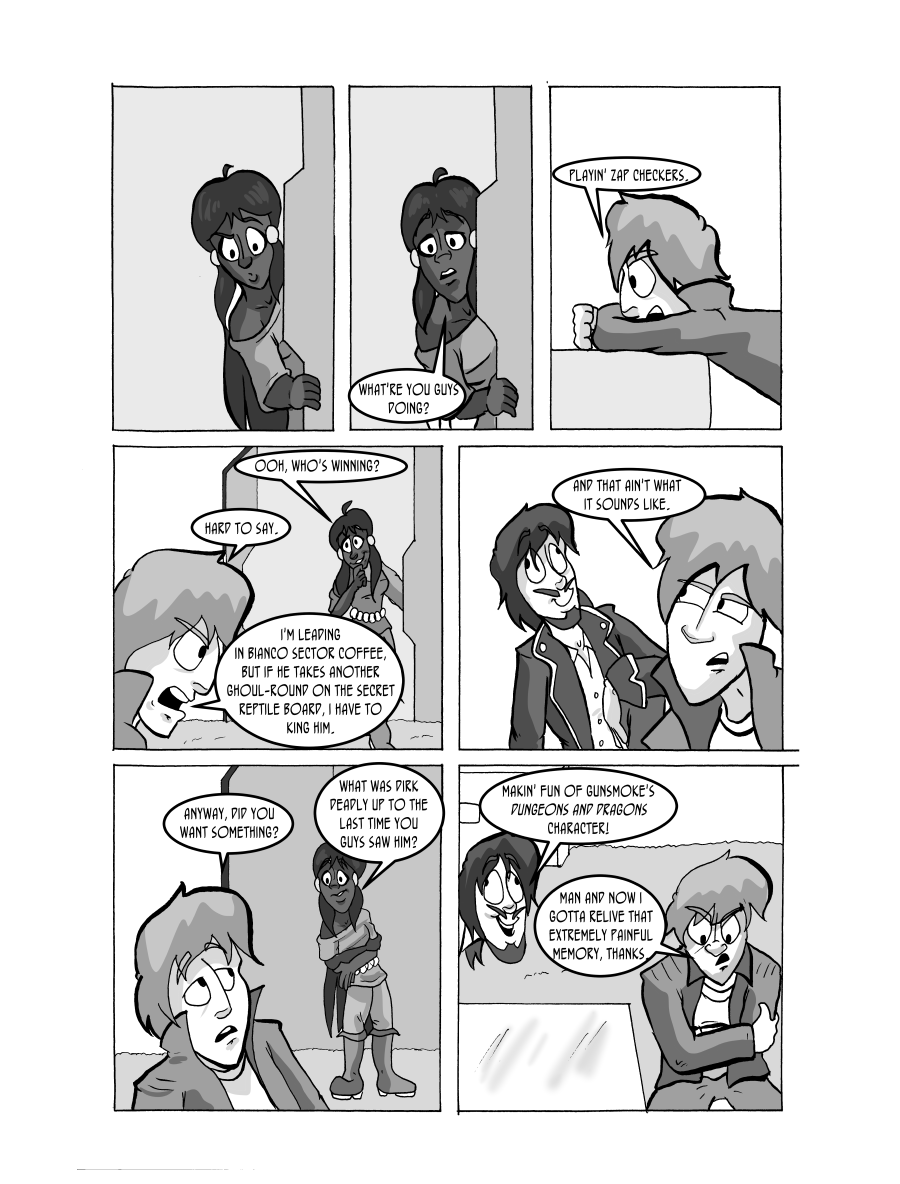 WHAT'RE YOU GUYS
DOING?
PLAYIN' ZAP CHECKERS.
OOH, WHO'S WINNING?
HARD TO SAY.
I'M LEADING
IN BIANCO SECTOR COFFEE,
BUT IF HE TAKES ANOTHER
GHOUL-ROUND ON THE SECRET
REPTILE BOARD, I HAVE TO
KING HIM.
AND THAT AIN'T WHAT
IT SOUNDS LIKE.
ANYWAY, DID YOU
WANT SOMETHING?
WHAT WAS DIRK
DEADLY UP TO THE
LAST TIME YOU
GUYS SAW HIM?
MAKIN' FUN OF GUNSMOKE'S
DUNGEONS AND DRAGONS
CHARACTER!
MAN AND NOW I
GOTTA RELIVE THAT
EXTREMELY PAINFUL
MEMORY, THANKS.